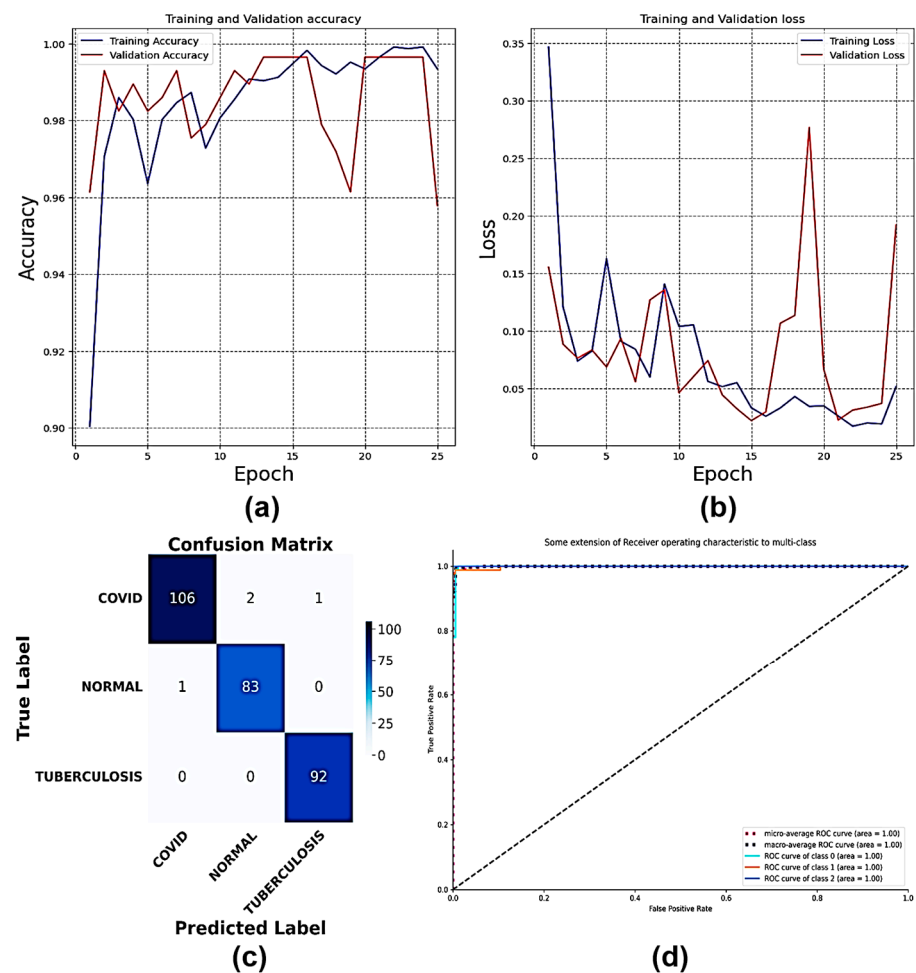 Training and Validation accuracy
Training Accuracy
Validation Accuracy
1.00
0.98
0.96
0.94
0.92
0.90
Accuracy
0 5 10 15 20 25
Epoch
(a)
Training and Validation loss
Training Loss
Validation Loss
0.35
0.30
0.25
0.20
0.15
0.10
0.05
Loss
0 5 10 15 20 25
Epoch
(b)
Confusion Matrix
True Label
COVID 106 2 1
NORMAL 1 83 0
TUBERCULOSIS 0 0 92
100
75
50
25
0
COVID
NORMAL
TUBERCULOSIS
Predicted Label
(c)
Some extension of Receiver operating characteristic to multi-class
1.0
0.8
0.6
0.4
0.2
0.0
True Positive Rate
micro-average ROC curve (area = 1.00)
macro-average ROC curve (area = 1.00)
ROC curve of class 0 (area = 1.00)
ROC curve of class 1 (area = 1.00)
ROC curve of class 2 (area = 1.00)
0.0 0.2 0.4 0.6 0.8 1.0
False Positive Rate
(d)